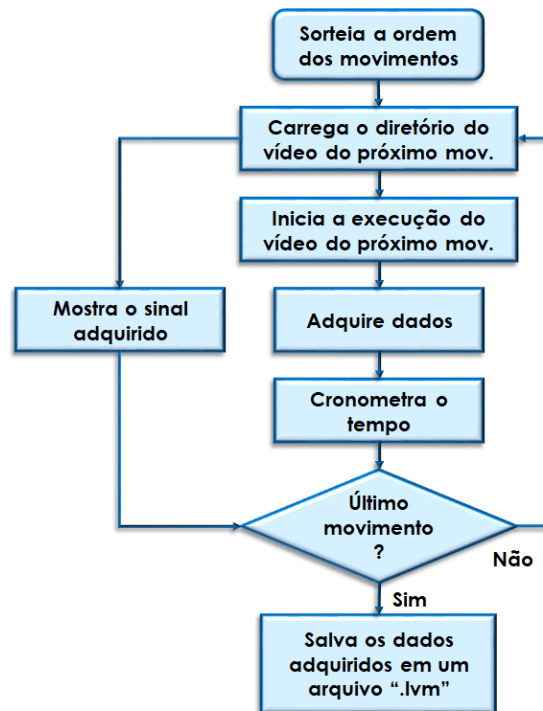 Sorteia a ordem
dos movimentos
Carrega o diretório do
vídeo do próximo mov.
Inicia a execução do
vídeo do próximo mov.
Mostra o sinal
adquirido
Adquire dados
Cronometra o
tempo
Último
movimento
?
Não
Sim
Salva os dados
adquiridos em um
arquivo “.lvm”